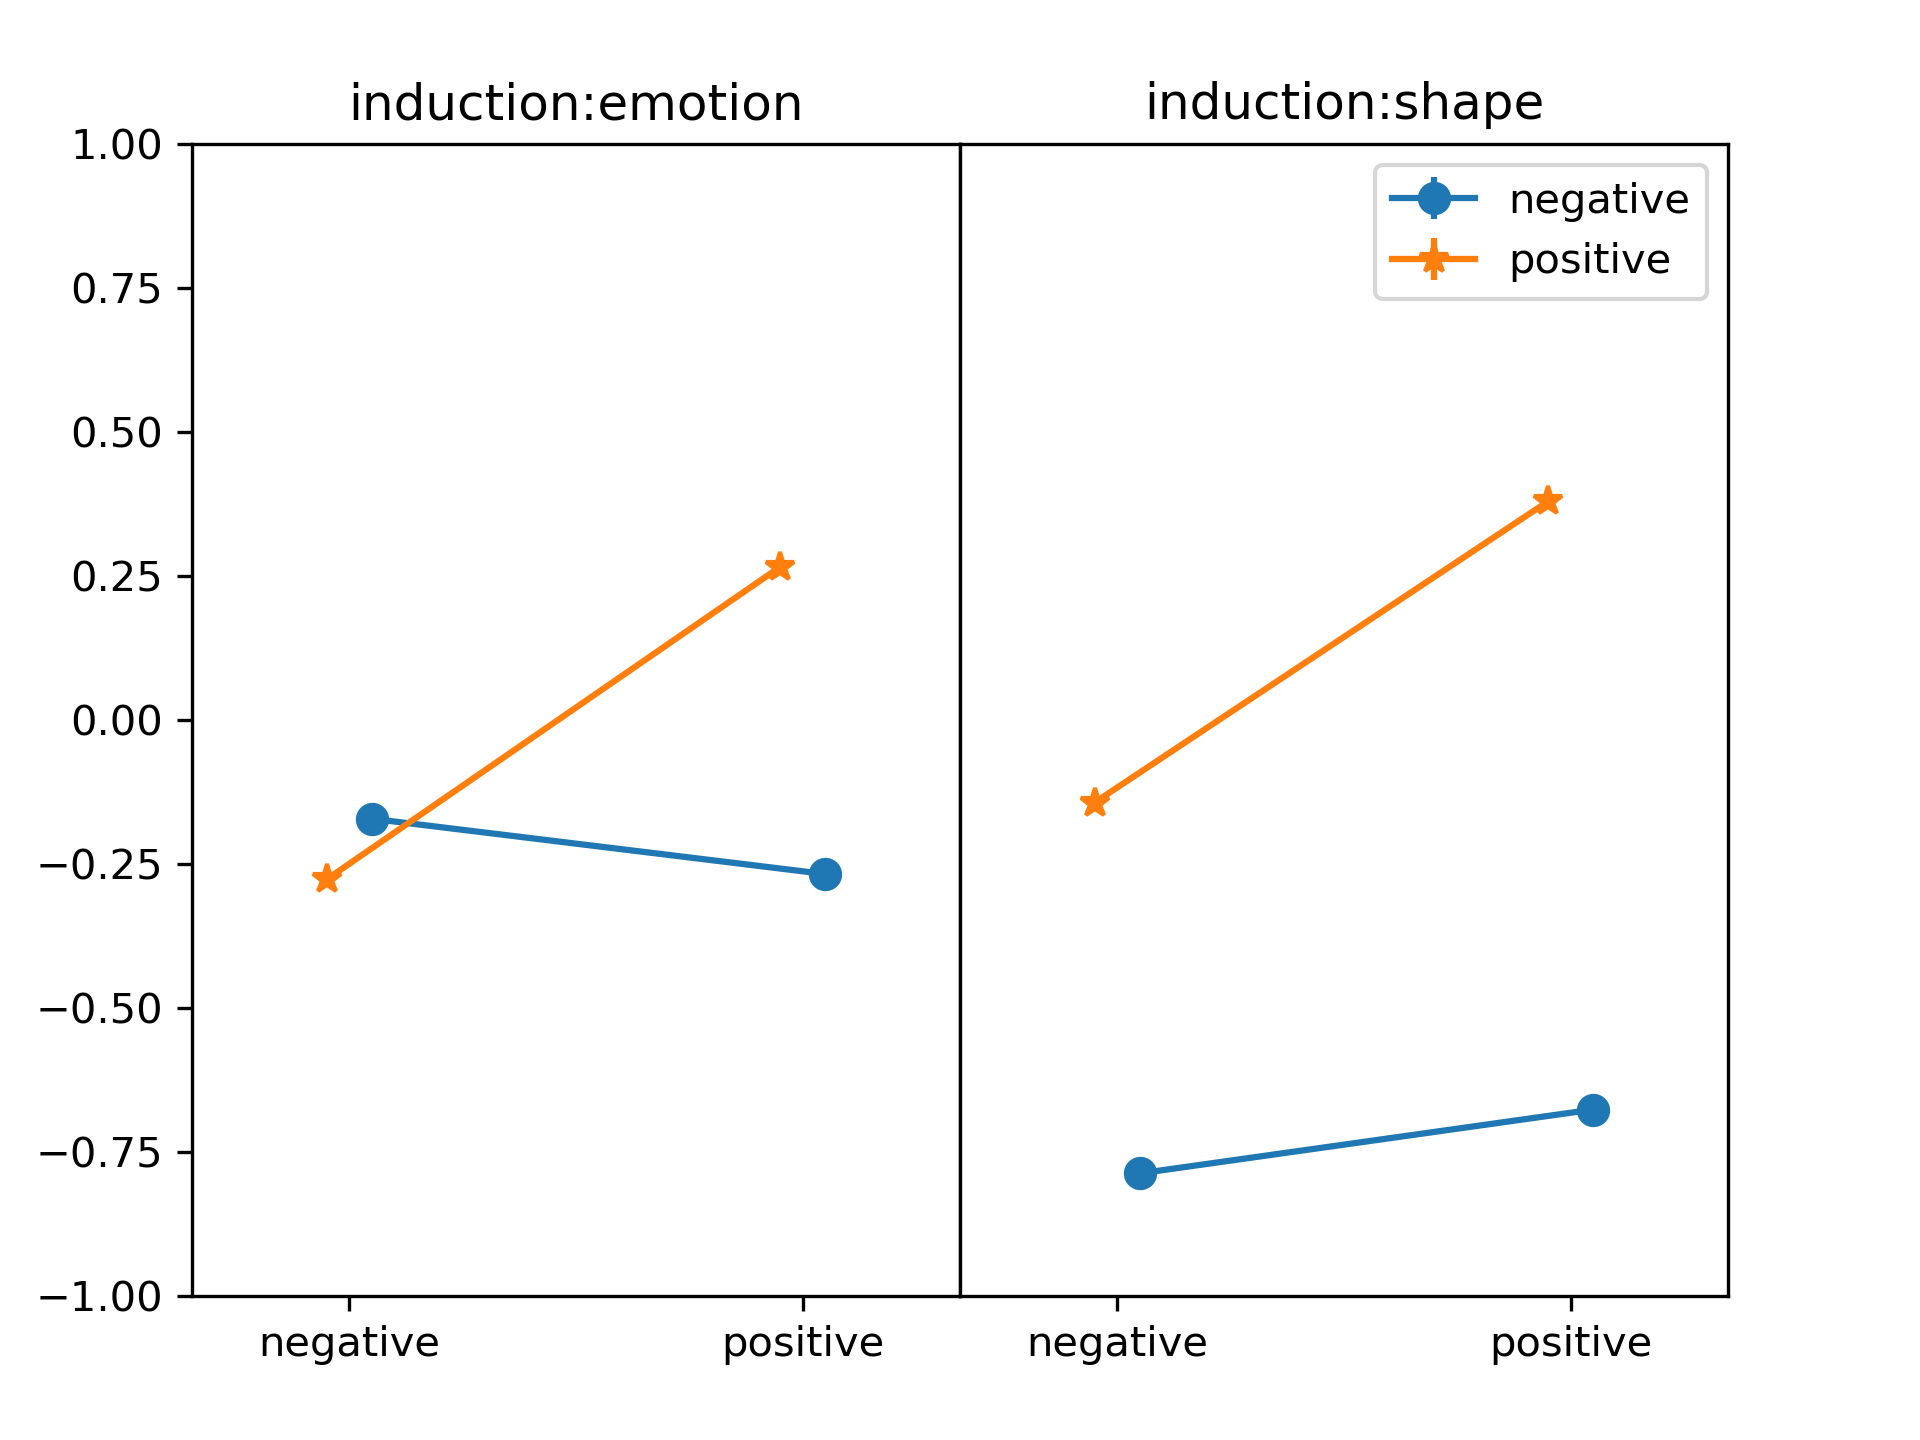 induction:emotion
induction:shape
1.00
0.75
0.50
0.25
0.00
−0.25
−0.50
−0.75
−1.00
negative
positive
negative
positive
negative
positive